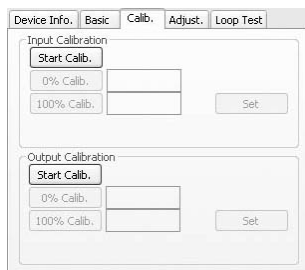 Device Info. Basic Calib. Adjust. Loop Test
Input Calibration
Start Calib.
0% Calib.
100% Calib. Set
Output Calibration
Start Calib.
0% Calib.
100% Calib. Set